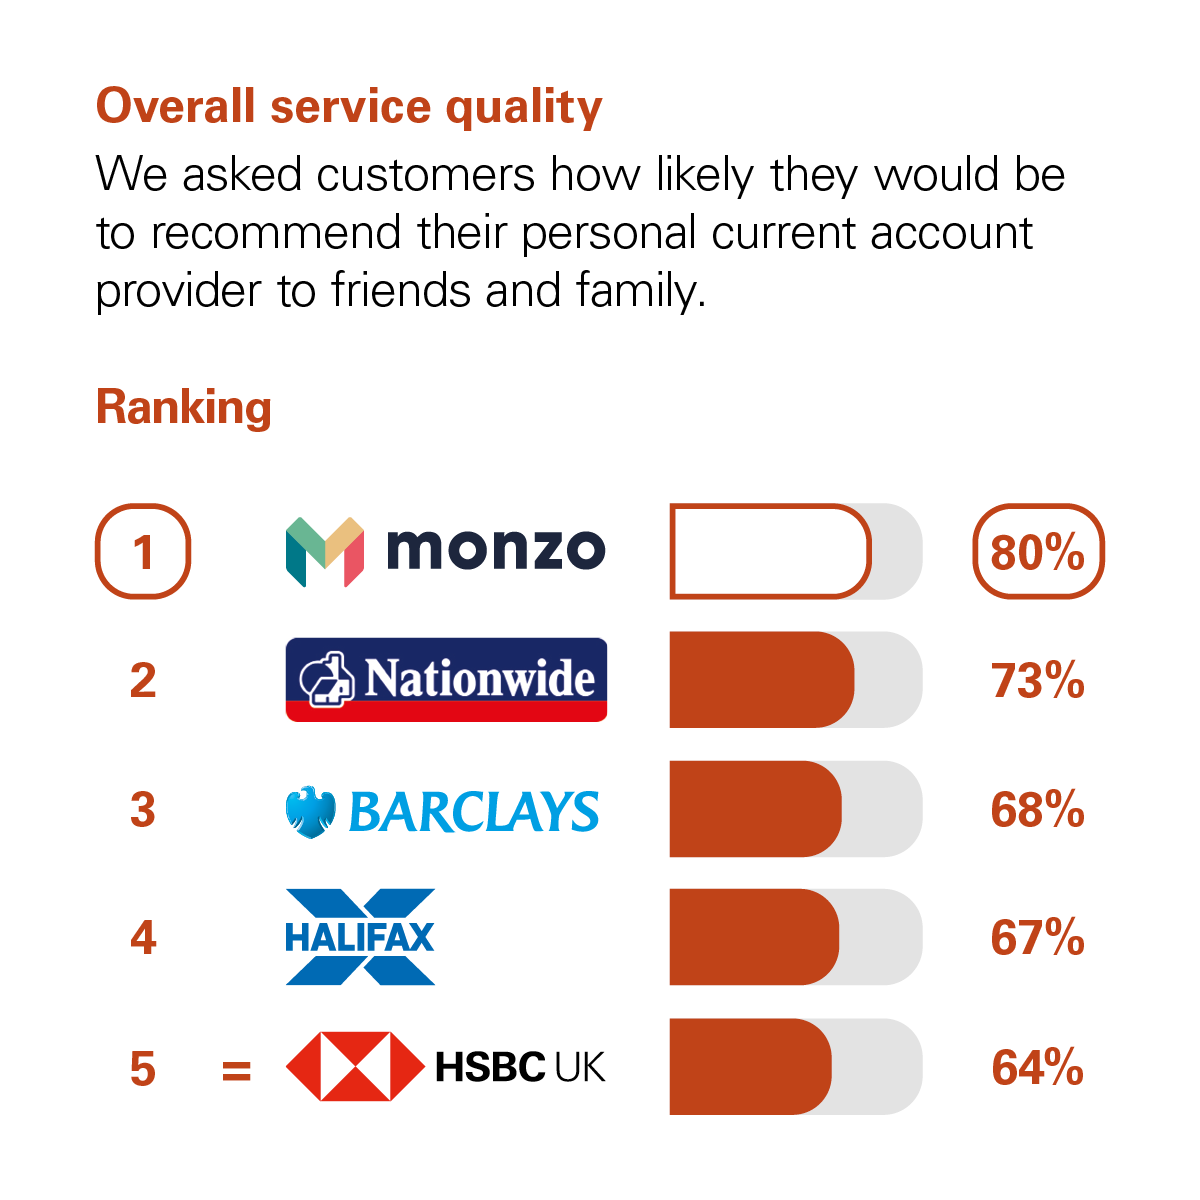 Overall service quality
We asked customers how likely they would be
to recommend their personal current account
provider to friends and family.
Ranking
1 monzo 80%
2 Nationwide 73%
3 BARCLAYS 68%
4 HALIFAX 67%
5 = HSBC UK 64%